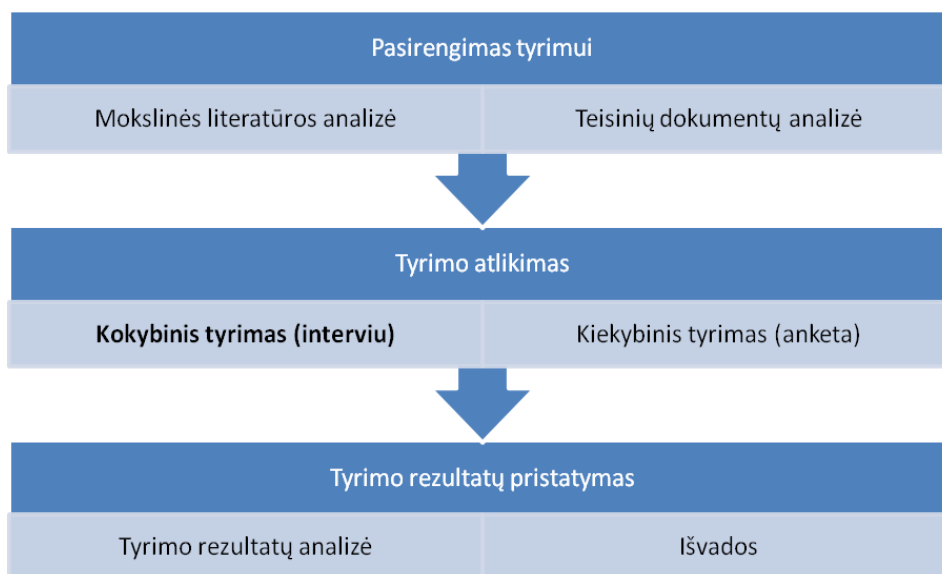 Pasirengimas tyrimui
Mokslinės literatūros analizė
Teisinių dokumentų analizė
Tyrimo atlikimas
Kokybinis tyrimas (interviu)
Kiekybinis tyrimas (anketa)
Tyrimo rezultatų pristatymas
Tyrimo rezultatų analizė
Išvados